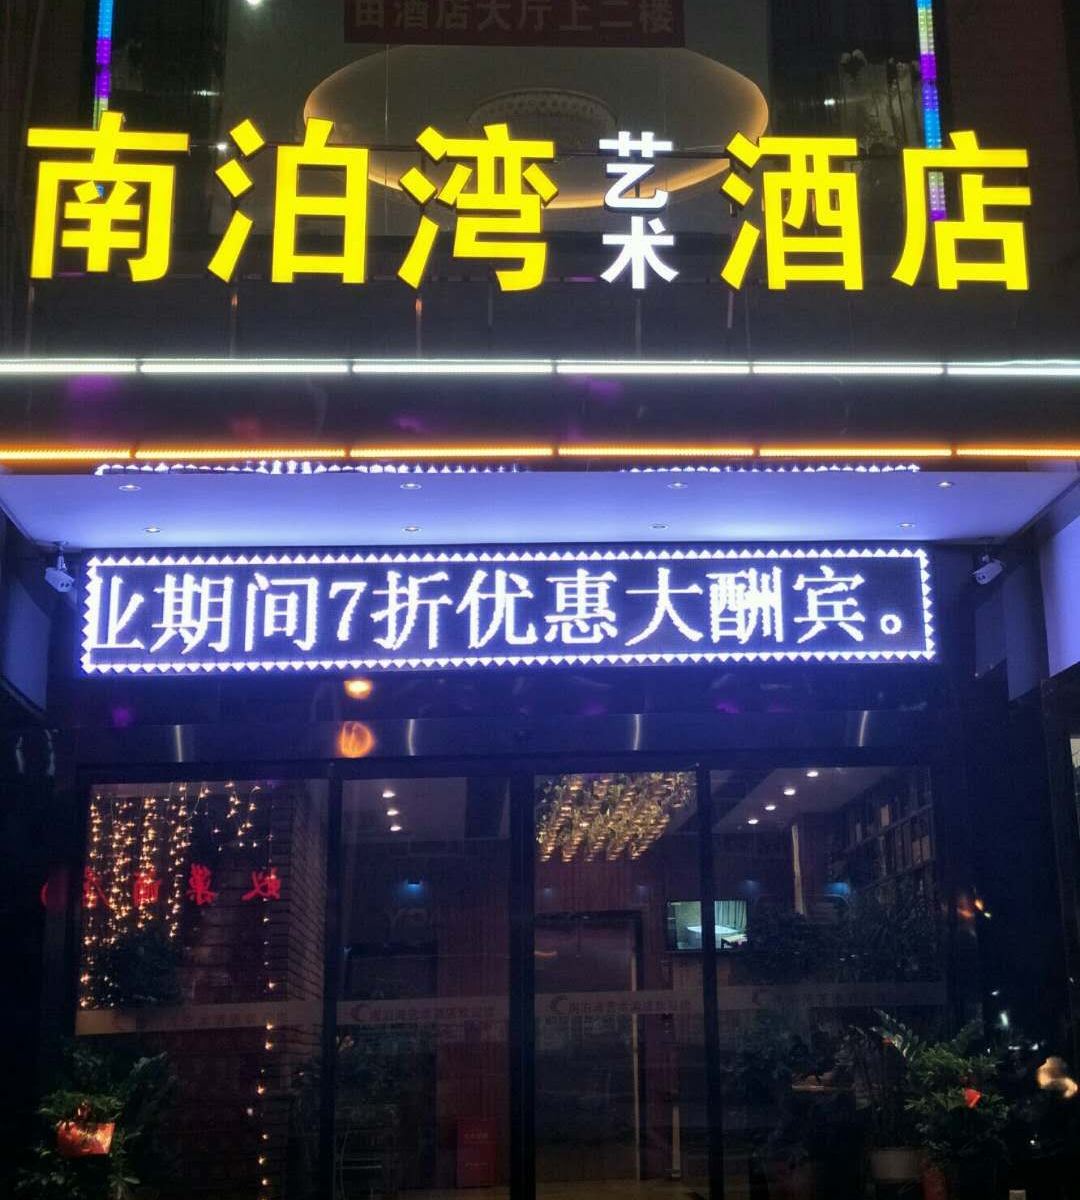 由酒店大厅上二楼
南泊湾艺术酒店
业期间7折优惠大酬宾。